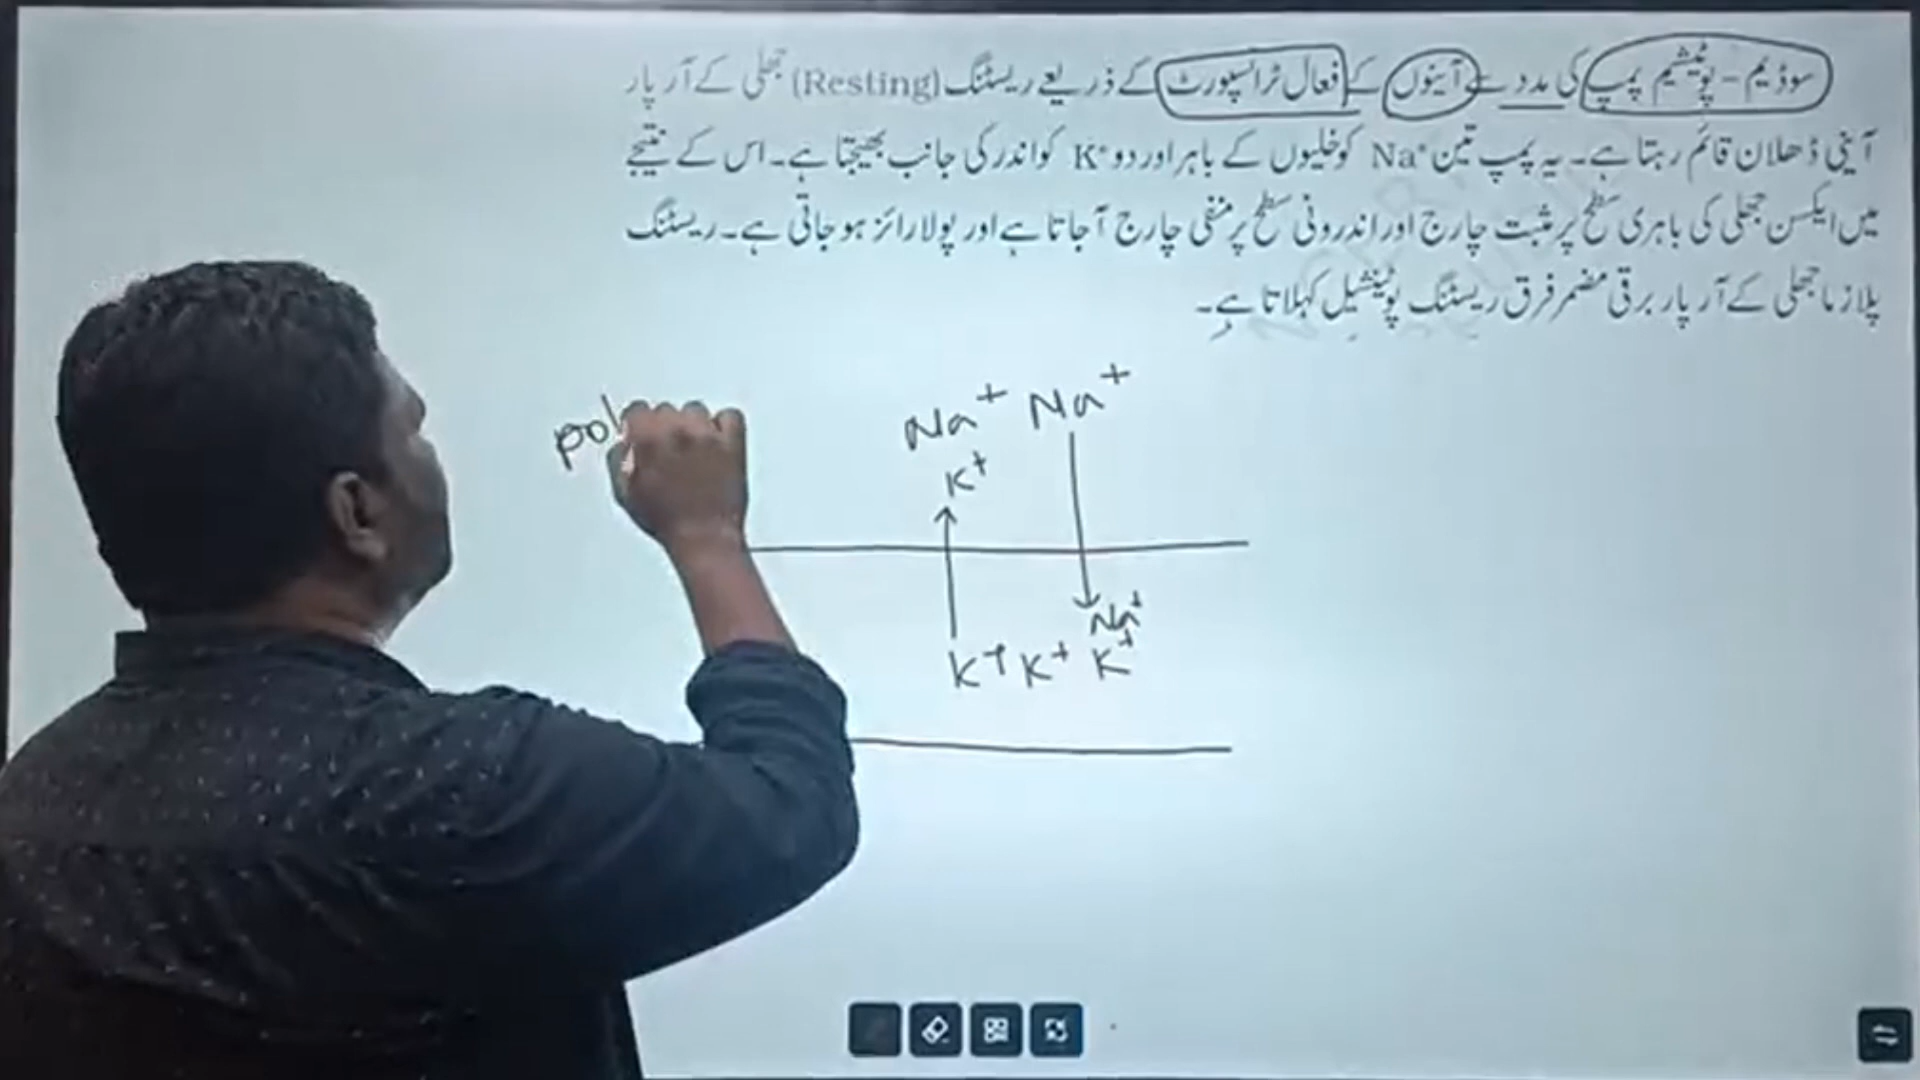 سوڈیم - پوٹیشیم پمپ کی مدد سے آینوں کے فعال ٹرانسپورٹ کے ذریعے ریسٹنگ (Resting) جھلی کے آر پار
آینی ڈھلان قائم رہتا ہے۔ یہ پمپ تین Na⁺ کو خلیوں کے باہر اور دو K⁺ کو اندر کی جانب بھیجتا ہے۔ اس کے نتیجے
میں ایکسن جھلی کی باہری سطح پر مثبت چارج اور اندرونی سطح پر منفی چارج آجاتا ہے اور پولارائز ہو جاتی ہے۔ ریسٹنگ
پلازما جھلی کے آر پار برقی مضمر فرق ریسٹنگ پوٹینشیل کہلاتا ہے۔
Na⁺ Na⁺
pol
K⁺
Na⁺
K⁺ K⁺ K⁺